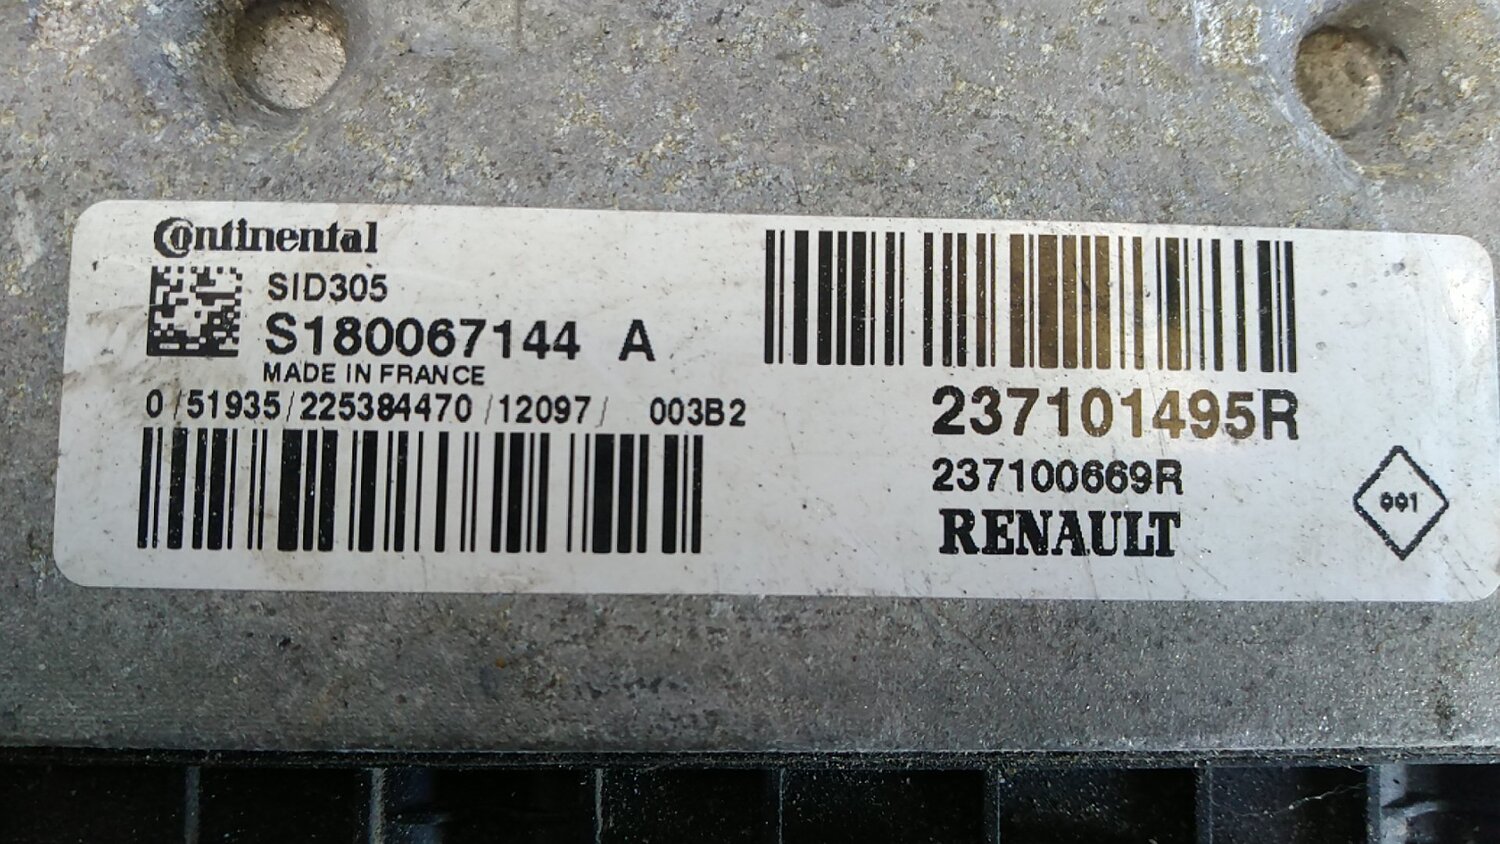 Continental
SID305
S180067144 A
MADE IN FRANCE
0/51935/225384470/12097/ 003B2
237101495R
237100669R
RENAULT
001